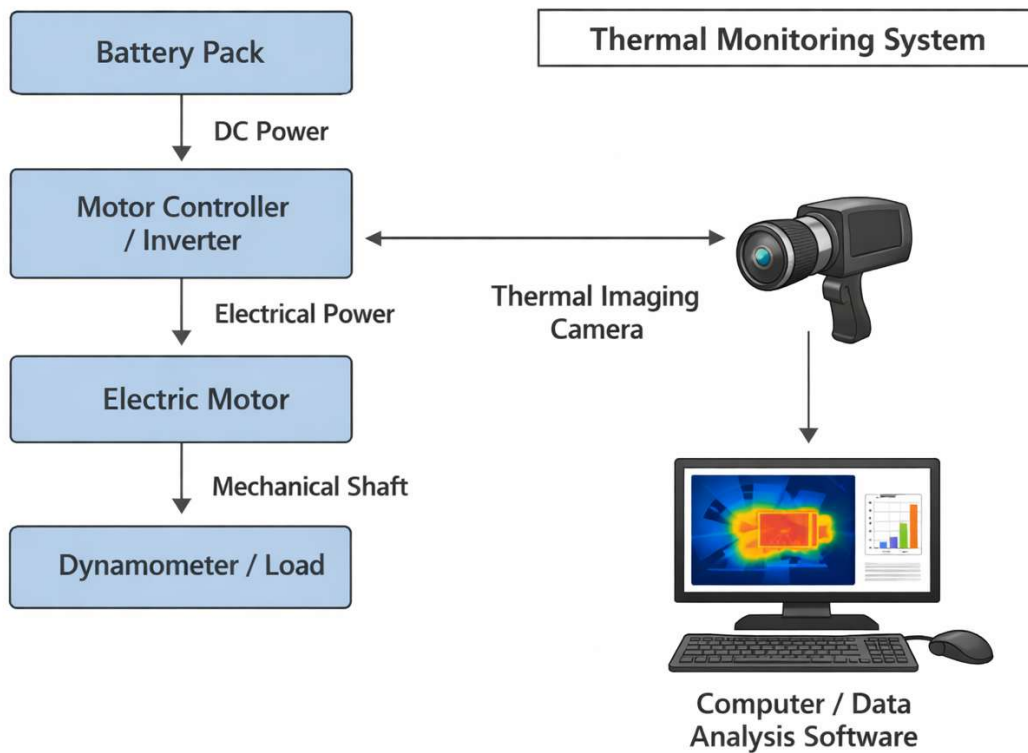 Battery Pack
Thermal Monitoring System
DC Power
Motor Controller
/ Inverter
Electrical Power
Thermal Imaging
Camera
Electric Motor
Mechanical Shaft
Dynamometer / Load
Computer / Data
Analysis Software